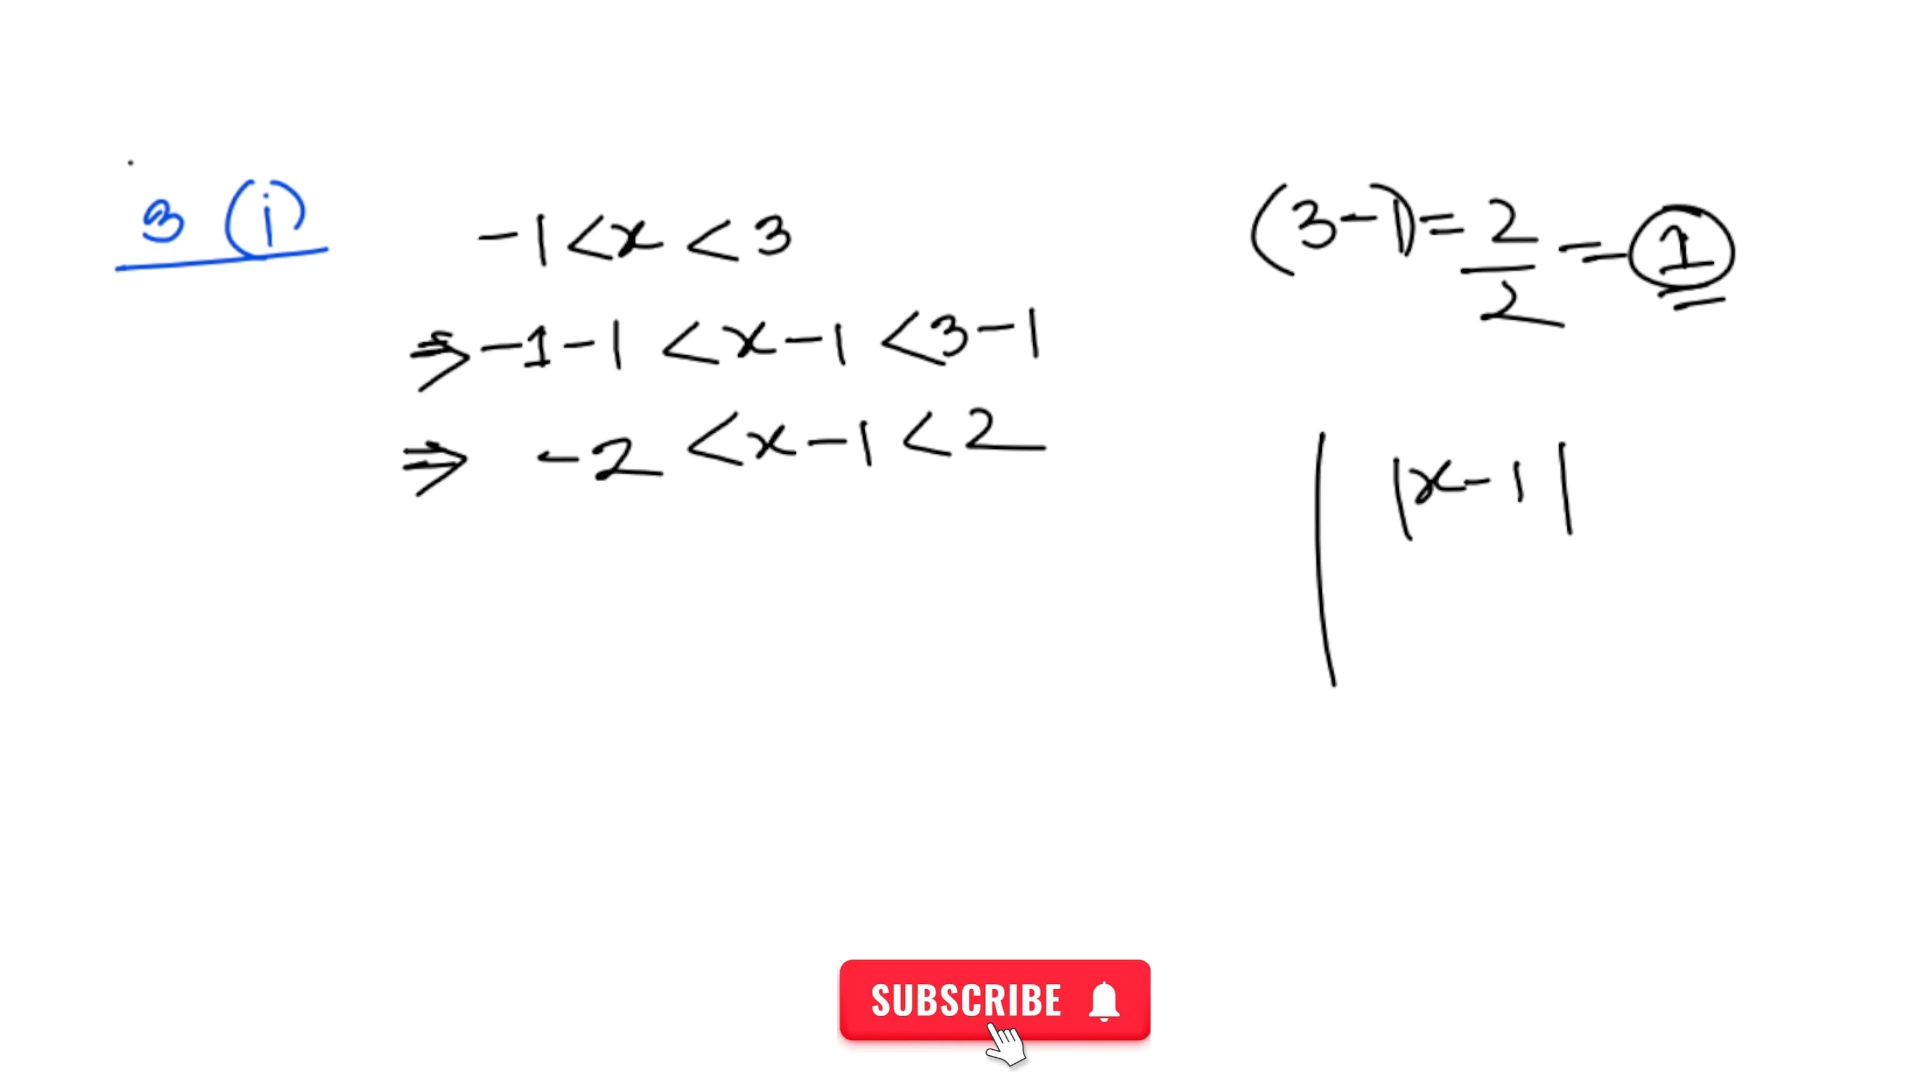 3 (i)
-1 < x < 3
⇒ -1 - 1 < x - 1 < 3 - 1
⇒ -2 < x - 1 < 2
(3 - 1) = 2/2 = 1
|x - 1|
SUBSCRIBE